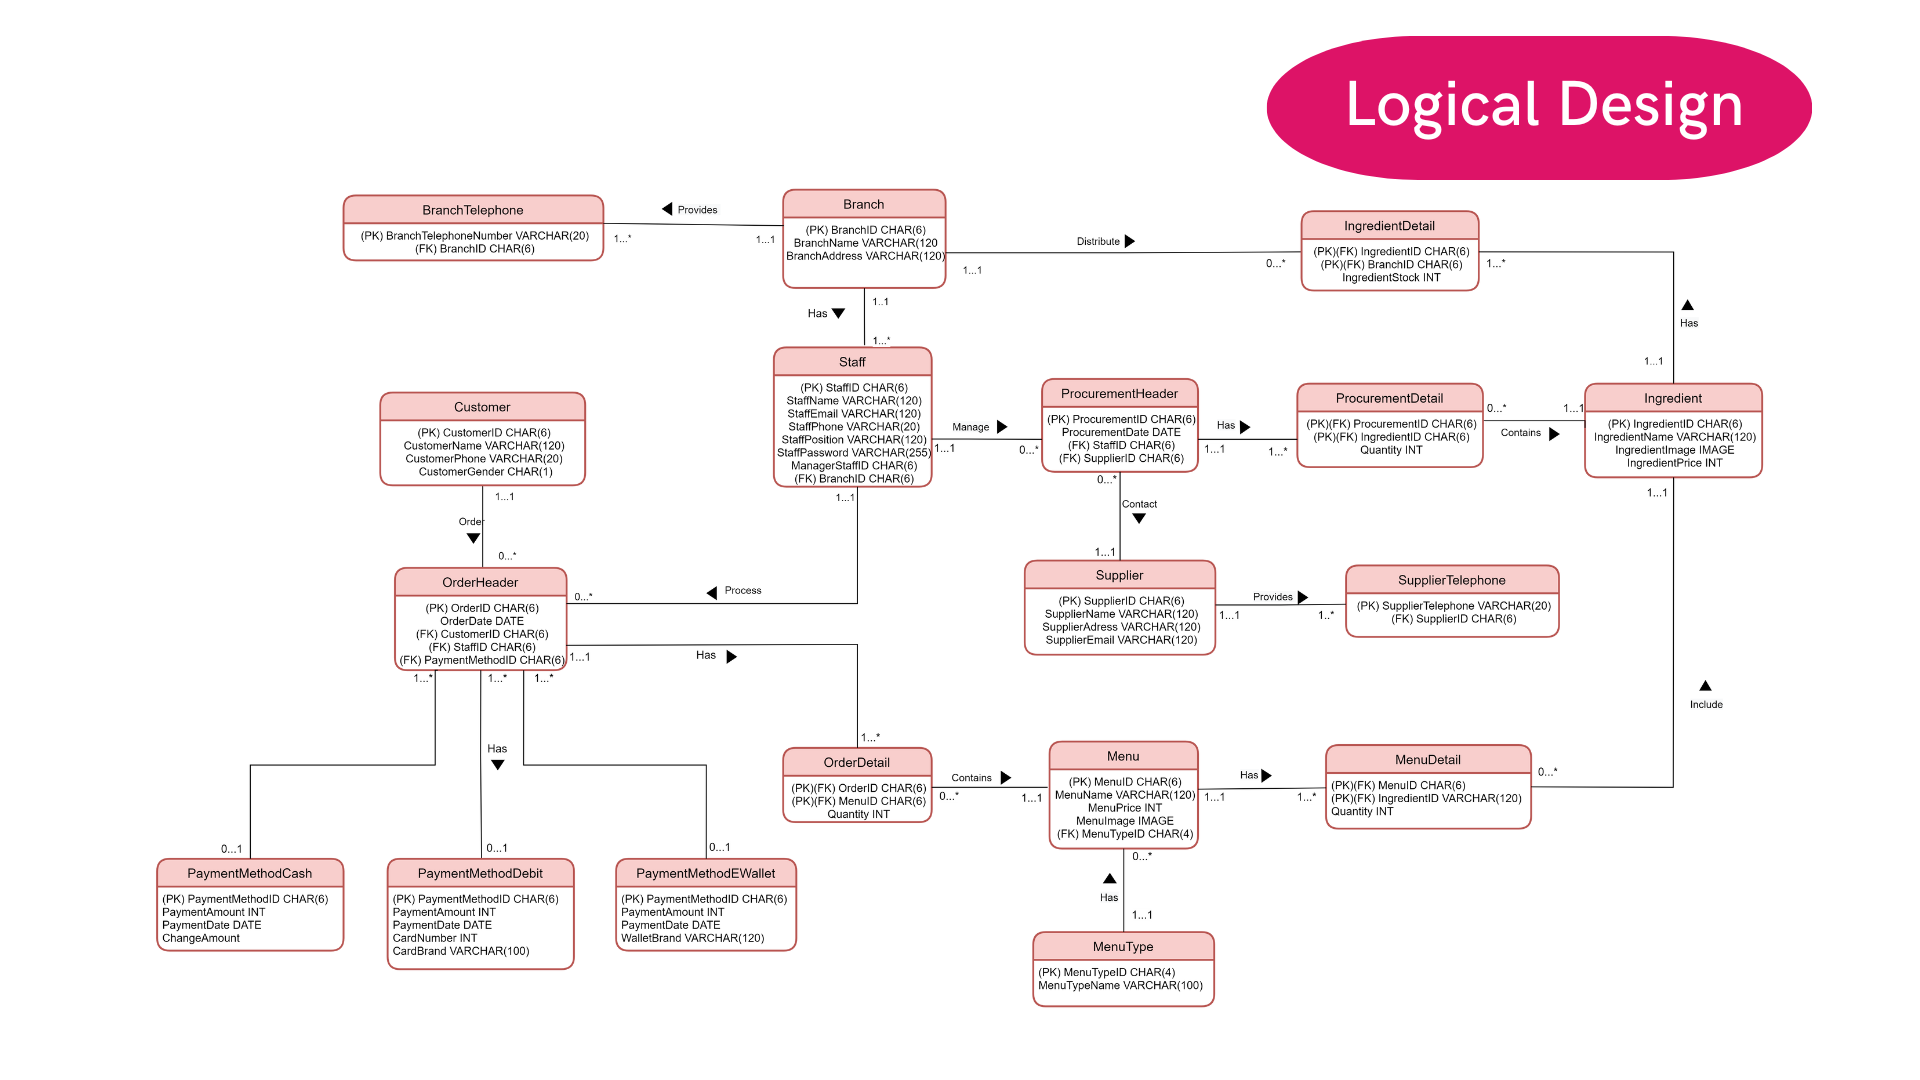 Logical Design
BranchTelephone
(PK) BranchTelephoneNumber VARCHAR(20)
(FK) BranchID CHAR(6)
Provides
1...*
1...1
Branch
(PK) BranchID CHAR(6)
BranchName VARCHAR(120
BranchAddress VARCHAR(120)
Distribute
1...1
0...*
IngredientDetail
(PK)(FK) IngredientID CHAR(6)
(PK)(FK) BranchID CHAR(6)
IngredientStock INT
1...*
Has
1...1
1..1
Has
1...*
Staff
(PK) StaffID CHAR(6)
StaffName VARCHAR(120)
StaffEmail VARCHAR(120)
StaffPhone VARCHAR(20)
StaffPosition VARCHAR(120)
StaffPassword VARCHAR(255)
ManagerStaffID CHAR(6)
(FK) BranchID CHAR(6)
Manage
1...1
0...*
ProcurementHeader
(PK) ProcurementID CHAR(6)
ProcurementDate DATE
(FK) StaffID CHAR(6)
(FK) SupplierID CHAR(6)
Has
1...1
1...*
ProcurementDetail
(PK)(FK) ProcurementID CHAR(6)
(PK)(FK) IngredientID CHAR(6)
Quantity INT
0...*
1...1
Contains
Ingredient
(PK) IngredientID CHAR(6)
IngredientName VARCHAR(120)
IngredientImage IMAGE
IngredientPrice INT
1...1
Customer
(PK) CustomerID CHAR(6)
CustomerName VARCHAR(120)
CustomerPhone VARCHAR(20)
CustomerGender CHAR(1)
1...1
Order
0...*
1...1
Process
0...*
0...*
Contact
1...1
Supplier
(PK) SupplierID CHAR(6)
SupplierName VARCHAR(120)
SupplierAdress VARCHAR(120)
SupplierEmail VARCHAR(120)
Provides
1...1
1..*
SupplierTelephone
(PK) SupplierTelephone VARCHAR(20)
(FK) SupplierID CHAR(6)
OrderHeader
(PK) OrderID CHAR(6)
OrderDate DATE
(FK) CustomerID CHAR(6)
(FK) StaffID CHAR(6)
(FK) PaymentMethodID CHAR(6)
1...1
Has
1...*
1...*
1...*
1...*
Has
Include
OrderDetail
(PK)(FK) OrderID CHAR(6)
(PK)(FK) MenuID CHAR(6)
Quantity INT
Contains
0...*
1...1
Menu
(PK) MenuID CHAR(6)
MenuName VARCHAR(120)
MenuPrice INT
MenuImage IMAGE
(FK) MenuTypeID CHAR(4)
Has
1...1
1...*
MenuDetail
(PK)(FK) MenuID CHAR(6)
(PK)(FK) IngredientID VARCHAR(120)
Quantity INT
0...*
0...1
0...1
0...1
PaymentMethodCash
(PK) PaymentMethodID CHAR(6)
PaymentAmount INT
PaymentDate DATE
ChangeAmount
PaymentMethodDebit
(PK) PaymentMethodID CHAR(6)
PaymentAmount INT
PaymentDate DATE
CardNumber INT
CardBrand VARCHAR(100)
PaymentMethodEWallet
(PK) PaymentMethodID CHAR(6)
PaymentAmount INT
PaymentDate DATE
WalletBrand VARCHAR(120)
0...*
Has
1...1
MenuType
(PK) MenuTypeID CHAR(4)
MenuTypeName VARCHAR(100)